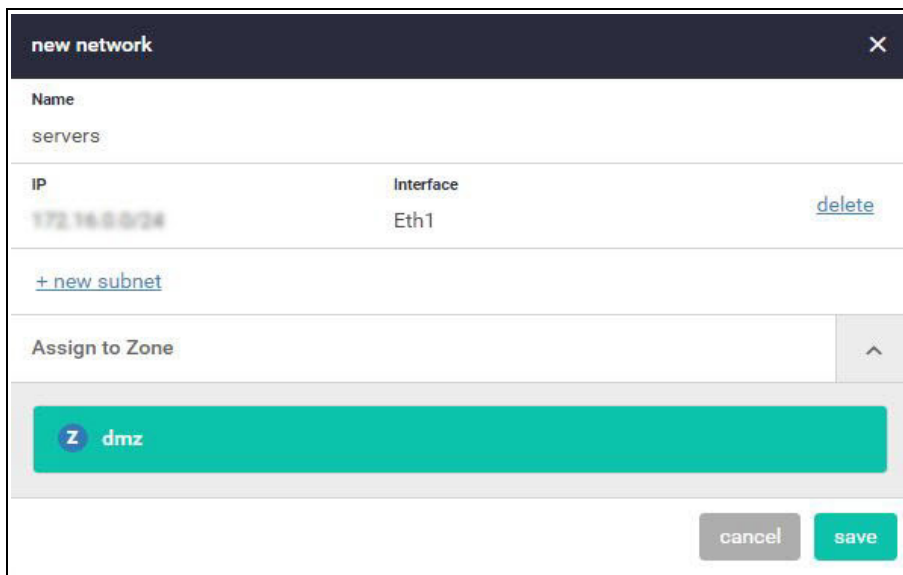 new network
Name
servers
IP Interface
Eth1 delete
+ new subnet
Assign to Zone
Z dmz
cancel save